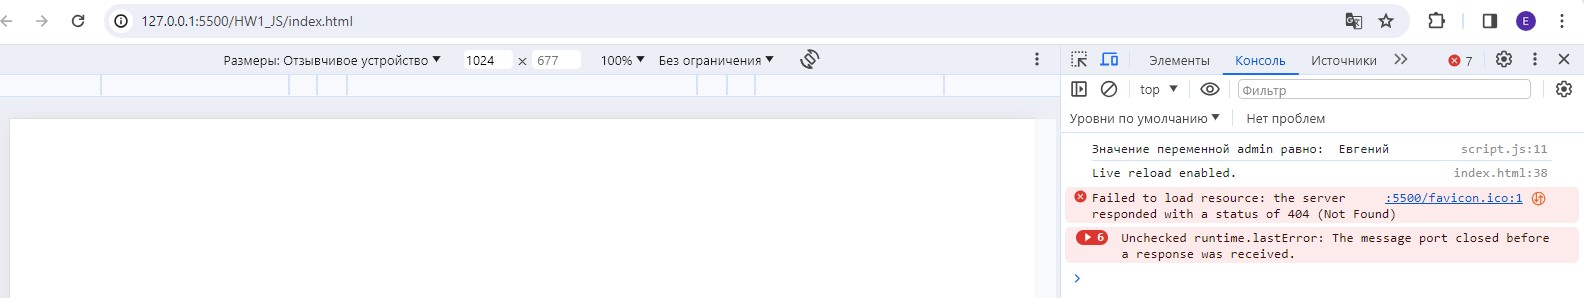 127.0.0.1:5500/HW1_JS/index.html
E
Размеры: Отзывчивое устройство
1024 × 677
100%
Без ограничения
Элементы
Консоль
Источники
7
top
Фильтр
Уровни по умолчанию
Нет проблем
Значение переменной admin равно: Евгений script.js:11
Live reload enabled. index.html:38
Failed to load resource: the server :5500/favicon.ico:1
responded with a status of 404 (Not Found)
6 Unchecked runtime.lastError: The message port closed before
a response was received.